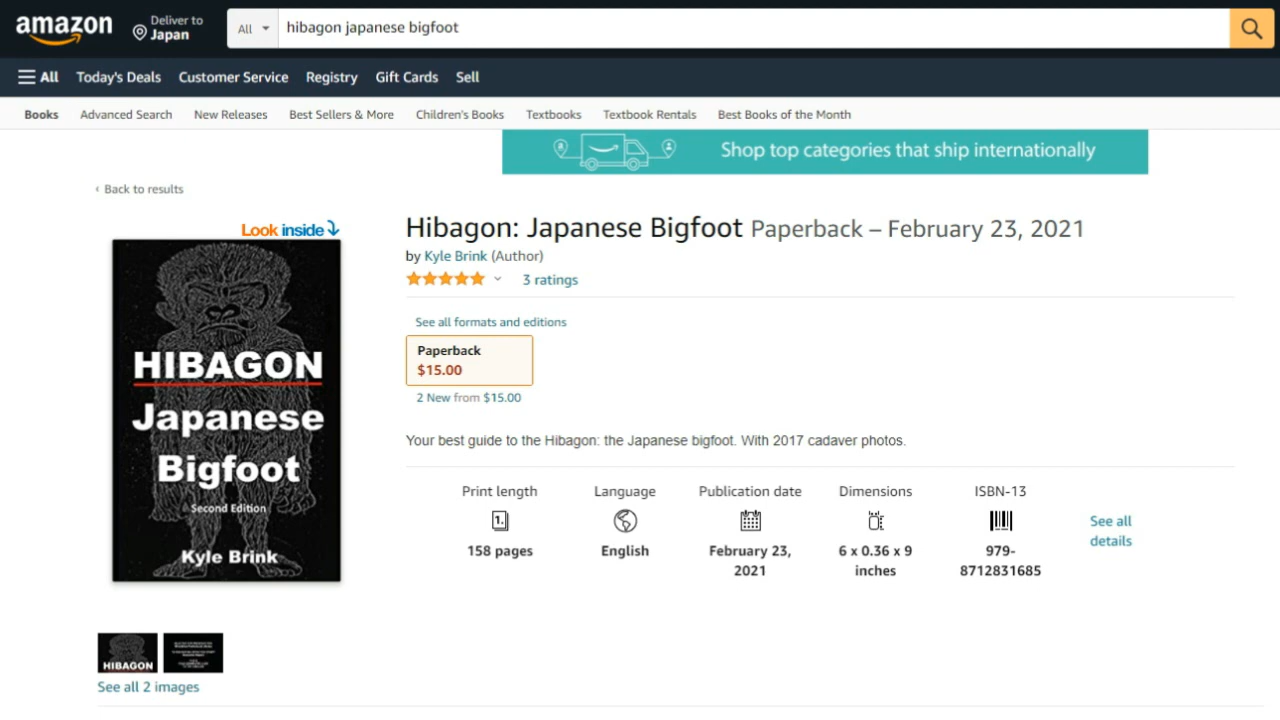 amazon
Deliver to
Japan
All
hibagon japanese bigfoot
All Today's Deals Customer Service Registry Gift Cards Sell
Books Advanced Search New Releases Best Sellers & More Children's Books Textbooks Textbook Rentals Best Books of the Month
Shop top categories that ship internationally
‹ Back to results
Look inside
HIBAGON
Japanese
Bigfoot
Second Edition
Kyle Brink
HIBAGON
See all 2 images
Hibagon: Japanese Bigfoot Paperback – February 23, 2021
by Kyle Brink (Author)
3 ratings
See all formats and editions
Paperback
$15.00
2 New from $15.00
Your best guide to the Hibagon: the Japanese bigfoot. With 2017 cadaver photos.
Print length
1.
158 pages
Language
English
Publication date
February 23,
2021
Dimensions
6 x 0.36 x 9
inches
ISBN-13
979-
8712831685
See all
details